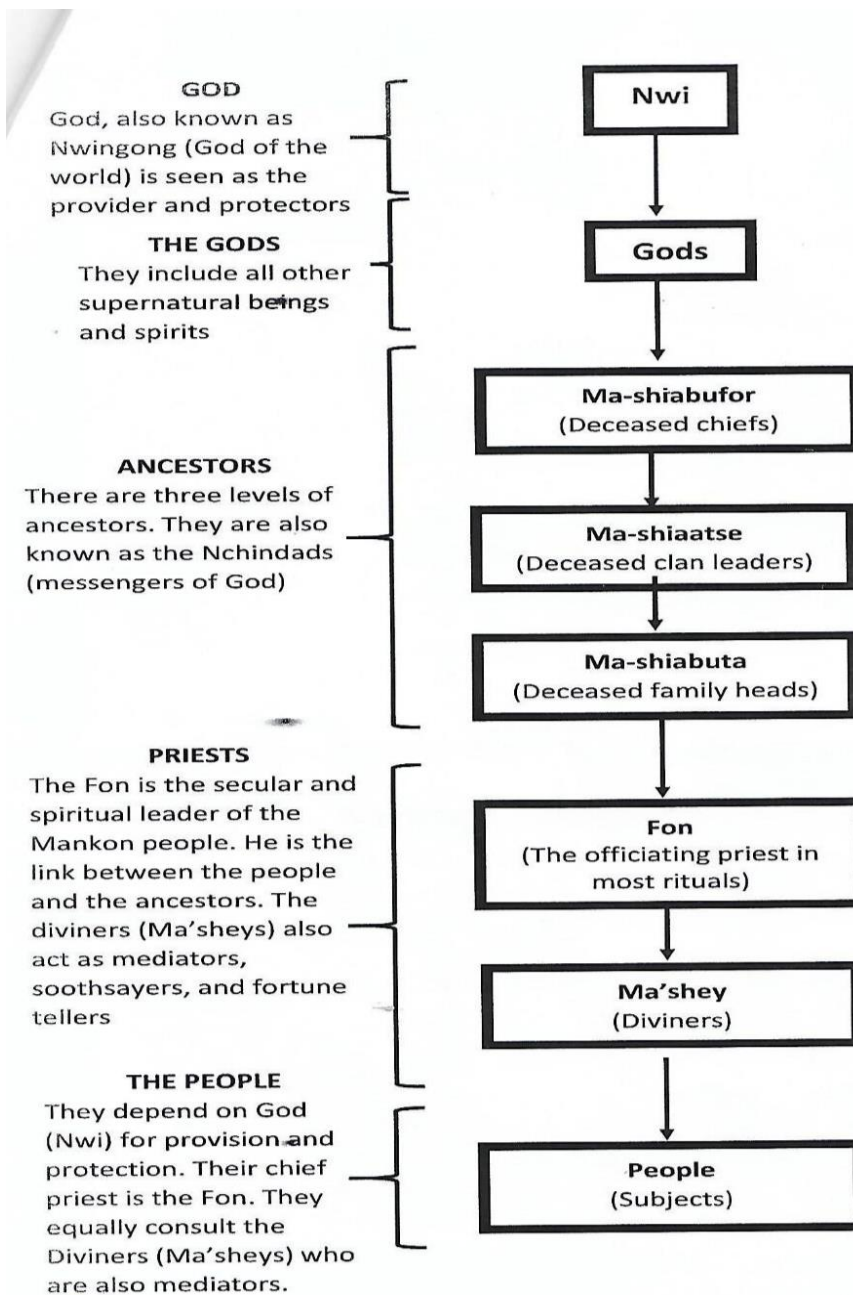 GOD
God, also known as
Nwingong (God of the
world) is seen as the
provider and protectors
THE GODS
They include all other
supernatural beings
and spirits
ANCESTORS
There are three levels of
ancestors. They are also
known as the Nchindads
(messengers of God)
PRIESTS
The Fon is the secular and
spiritual leader of the
Mankon people. He is the
link between the people
and the ancestors. The
diviners (Ma'sheys) also
act as mediators,
soothsayers, and fortune
tellers
THE PEOPLE
They depend on God
(Nwi) for provision and
protection. Their chief
priest is the Fon. They
equally consult the
Diviners (Ma'sheys) who
are also mediators.
Nwi
Gods
Ma-shiabufor
(Deceased chiefs)
Ma-shiaatse
(Deceased clan leaders)
Ma-shiabuta
(Deceased family heads)
Fon
(The officiating priest in
most rituals)
Ma'shey
(Diviners)
People
(Subjects)